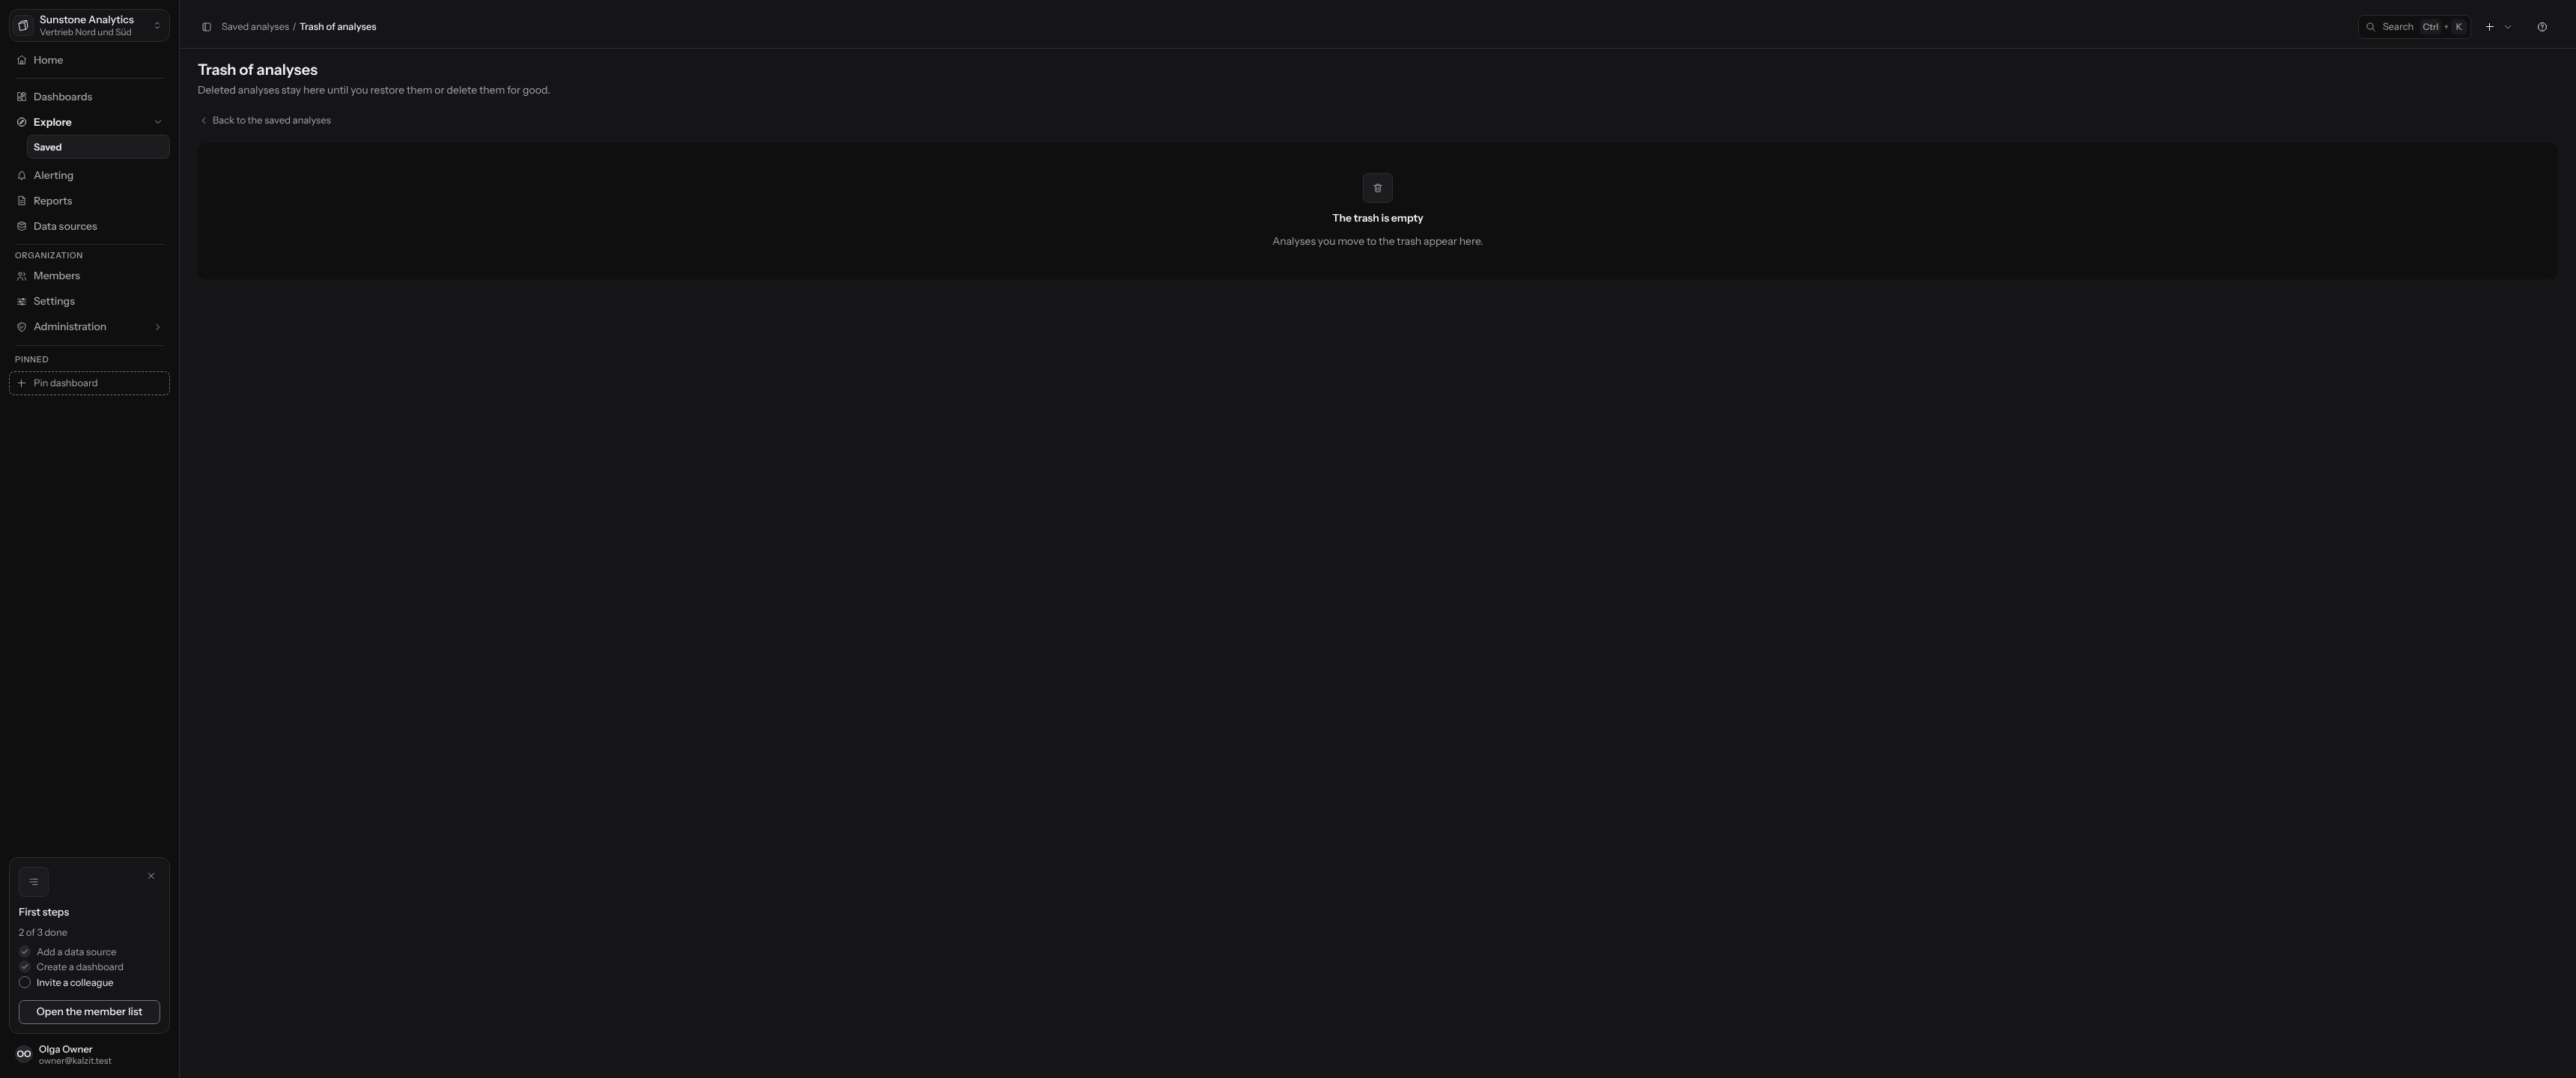 Sunstone Analytics
Vertrieb Nord und Süd
Home
Dashboards
Explore
Saved
Alerting
Reports
Data sources
ORGANIZATION
Members
Settings
Administration
PINNED
Pin dashboard
First steps
2 of 3 done
Add a data source
Create a dashboard
Invite a colleague
Open the member list
OO
Olga Owner
owner@kalzit.test
Saved analyses / Trash of analyses
Search Ctrl + K
Trash of analyses
Deleted analyses stay here until you restore them or delete them for good.
Back to the saved analyses
The trash is empty
Analyses you move to the trash appear here.